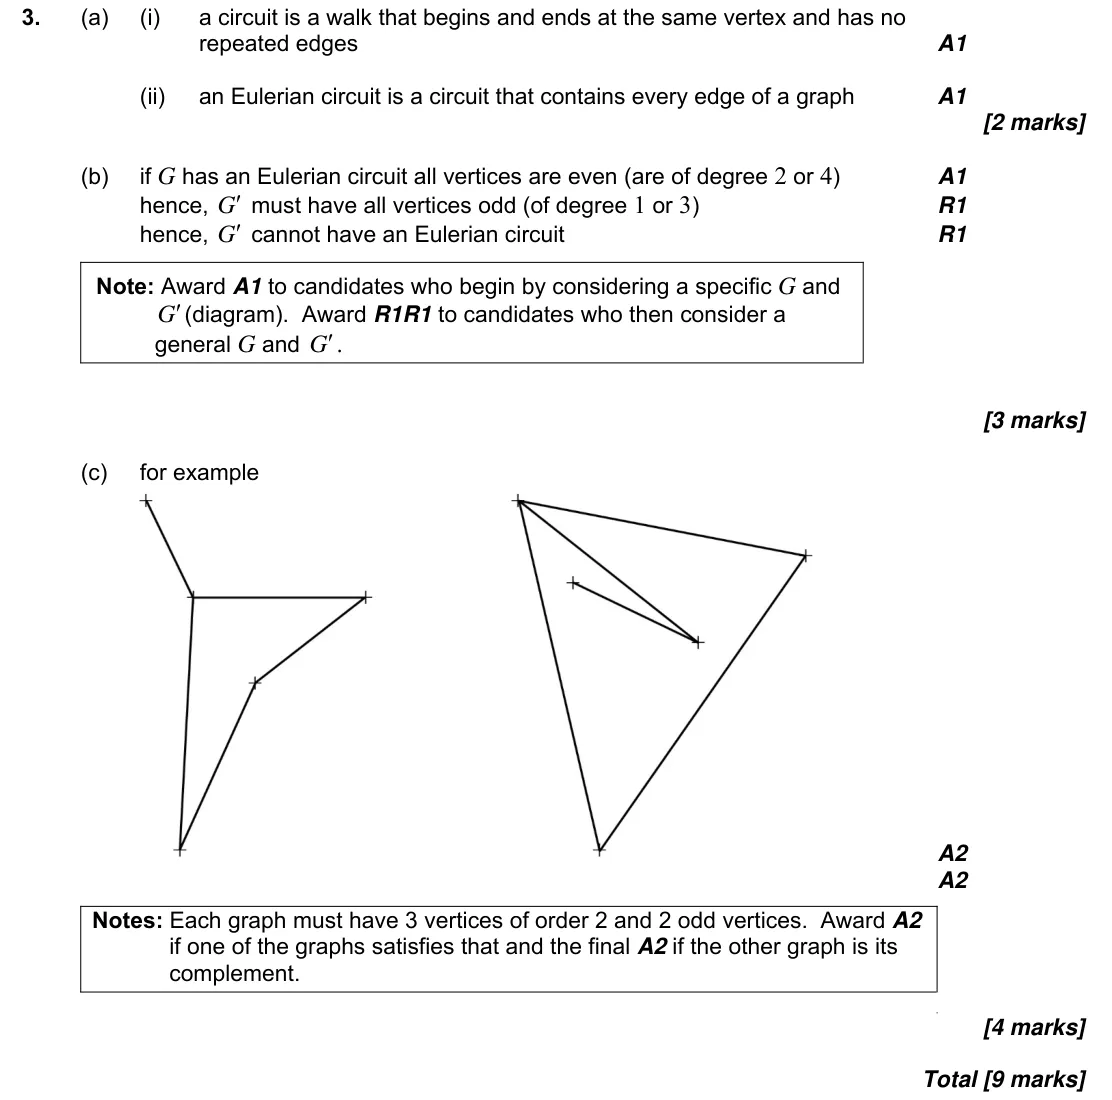 3. (a) (i) a circuit is a walk that begins and ends at the same vertex and has no
repeated edges A1
(ii) an Eulerian circuit is a circuit that contains every edge of a graph A1
[2 marks]
(b) if G has an Eulerian circuit all vertices are even (are of degree 2 or 4) A1
hence, G′ must have all vertices odd (of degree 1 or 3) R1
hence, G′ cannot have an Eulerian circuit R1
Note: Award A1 to candidates who begin by considering a specific G and
G′ (diagram). Award R1R1 to candidates who then consider a
general G and G′.
[3 marks]
(c) for example
A2
A2
Notes: Each graph must have 3 vertices of order 2 and 2 odd vertices. Award A2
if one of the graphs satisfies that and the final A2 if the other graph is its
complement.
[4 marks]
Total [9 marks]